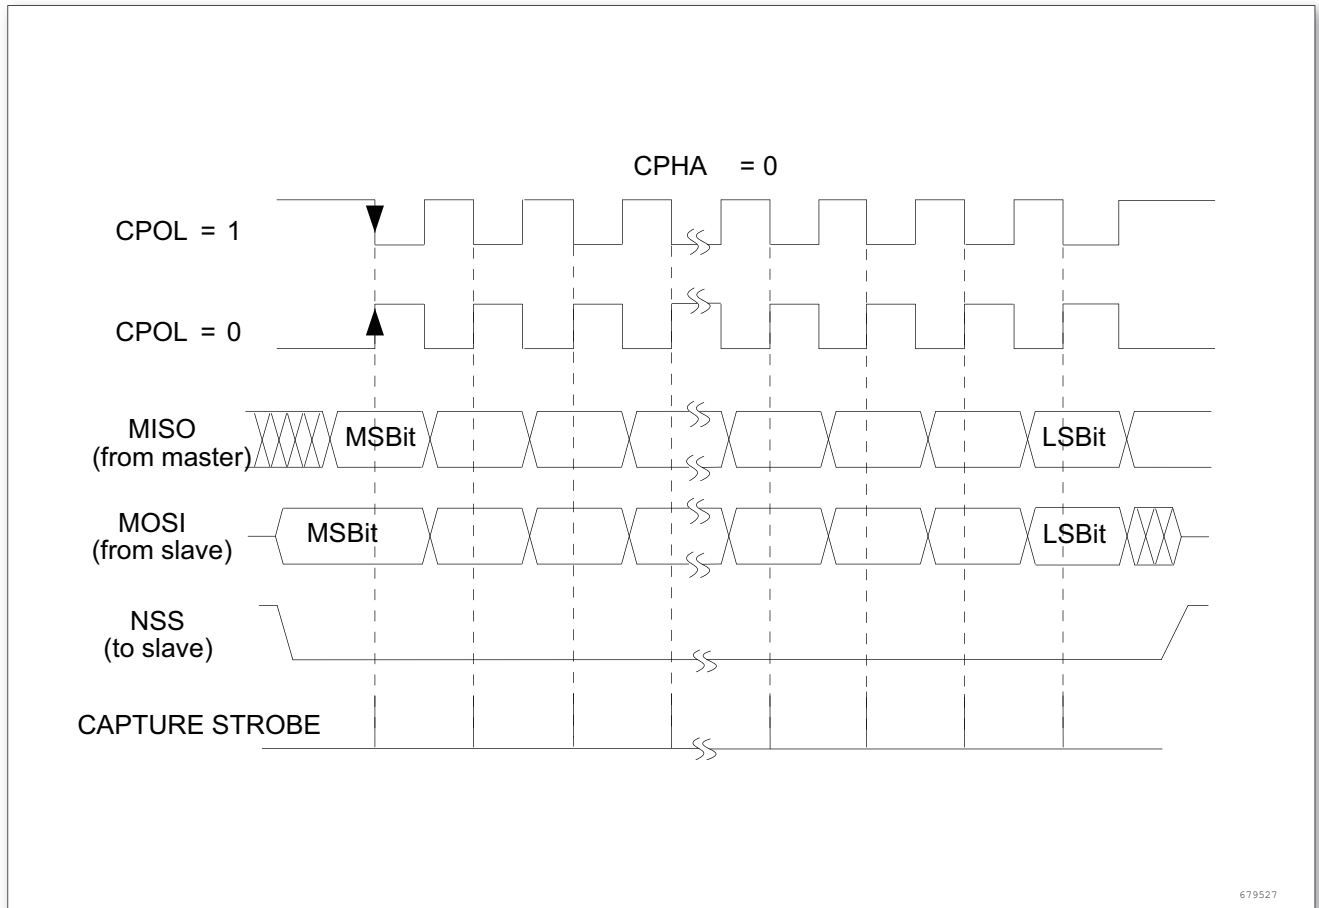 CPHA = 0
CPOL = 1
CPOL = 0
MISO
(from master)
MSBit
LSBit
MOSI
(from slave)
MSBit
LSBit
NSS
(to slave)
CAPTURE STROBE
679527